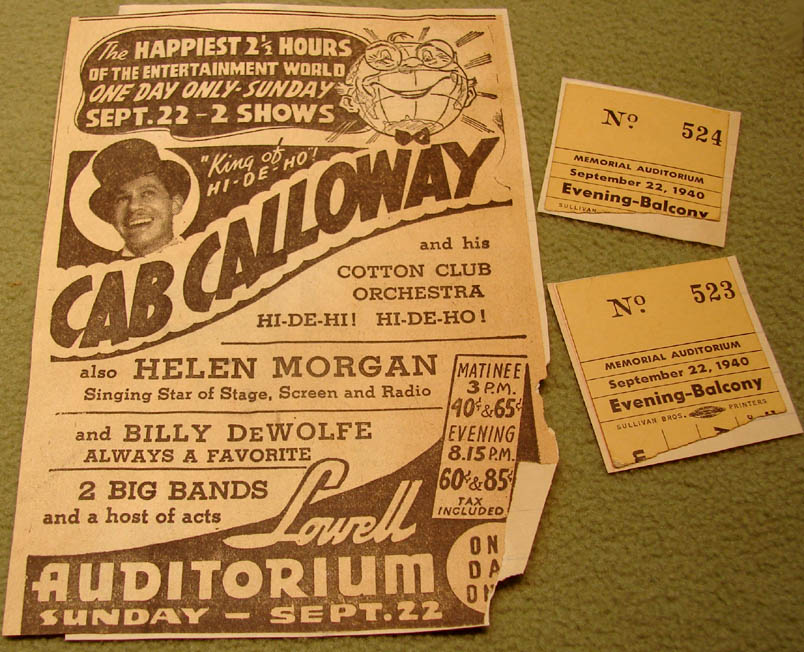 The HAPPIEST 2½ HOURS
OF THE ENTERTAINMENT WORLD
ONE DAY ONLY - SUNDAY
SEPT. 22 - 2 SHOWS
"King of
HI-DE-HO"!
CAB CALLOWAY
and his
COTTON CLUB
ORCHESTRA
HI-DE-HI! HI-DE-HO!
also HELEN MORGAN
Singing Star of Stage, Screen and Radio
and BILLY DeWOLFE
ALWAYS A FAVORITE
2 BIG BANDS
and a host of acts
MATINEE
3 P.M.
40¢ & 65¢
EVENING
8.15 P.M.
60¢ & 85¢
TAX
INCLUDED
Lowell
AUDITORIUM
SUNDAY - SEPT. 22
ON
DA
ON
No 524
MEMORIAL AUDITORIUM
September 22, 1940
Evening-Balcony
SULLIVAN
No 523
MEMORIAL AUDITORIUM
September 22, 1940
Evening-Balcony
SULLIVAN BROS. PRINTERS